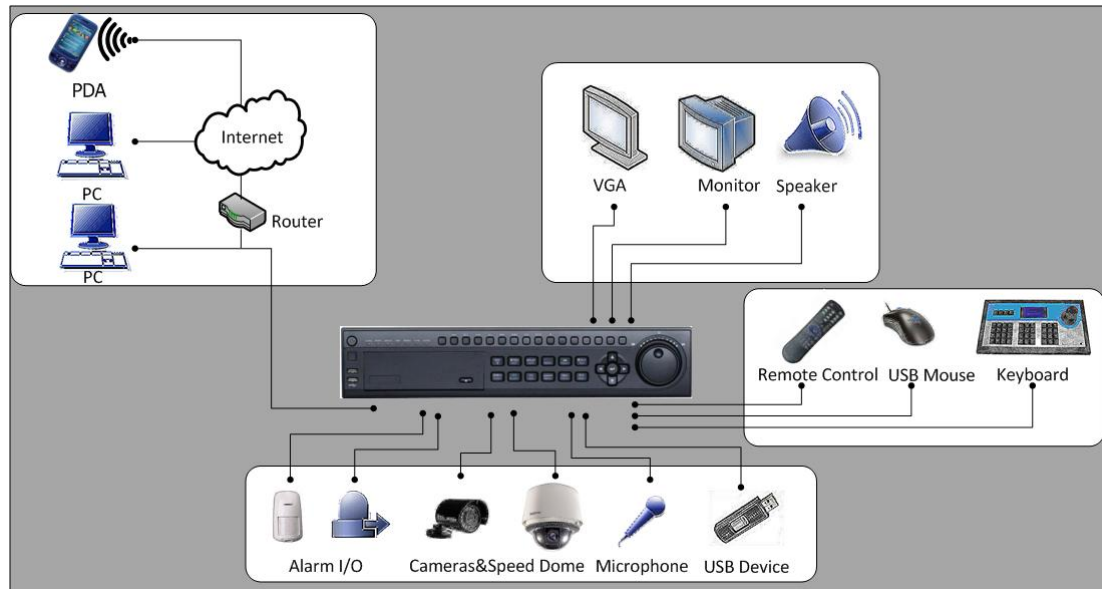 PDA
Internet
PC
Router
PC
VGA
Monitor
Speaker
Remote Control
USB Mouse
Keyboard
Alarm I/O
Cameras&Speed Dome
Microphone
USB Device